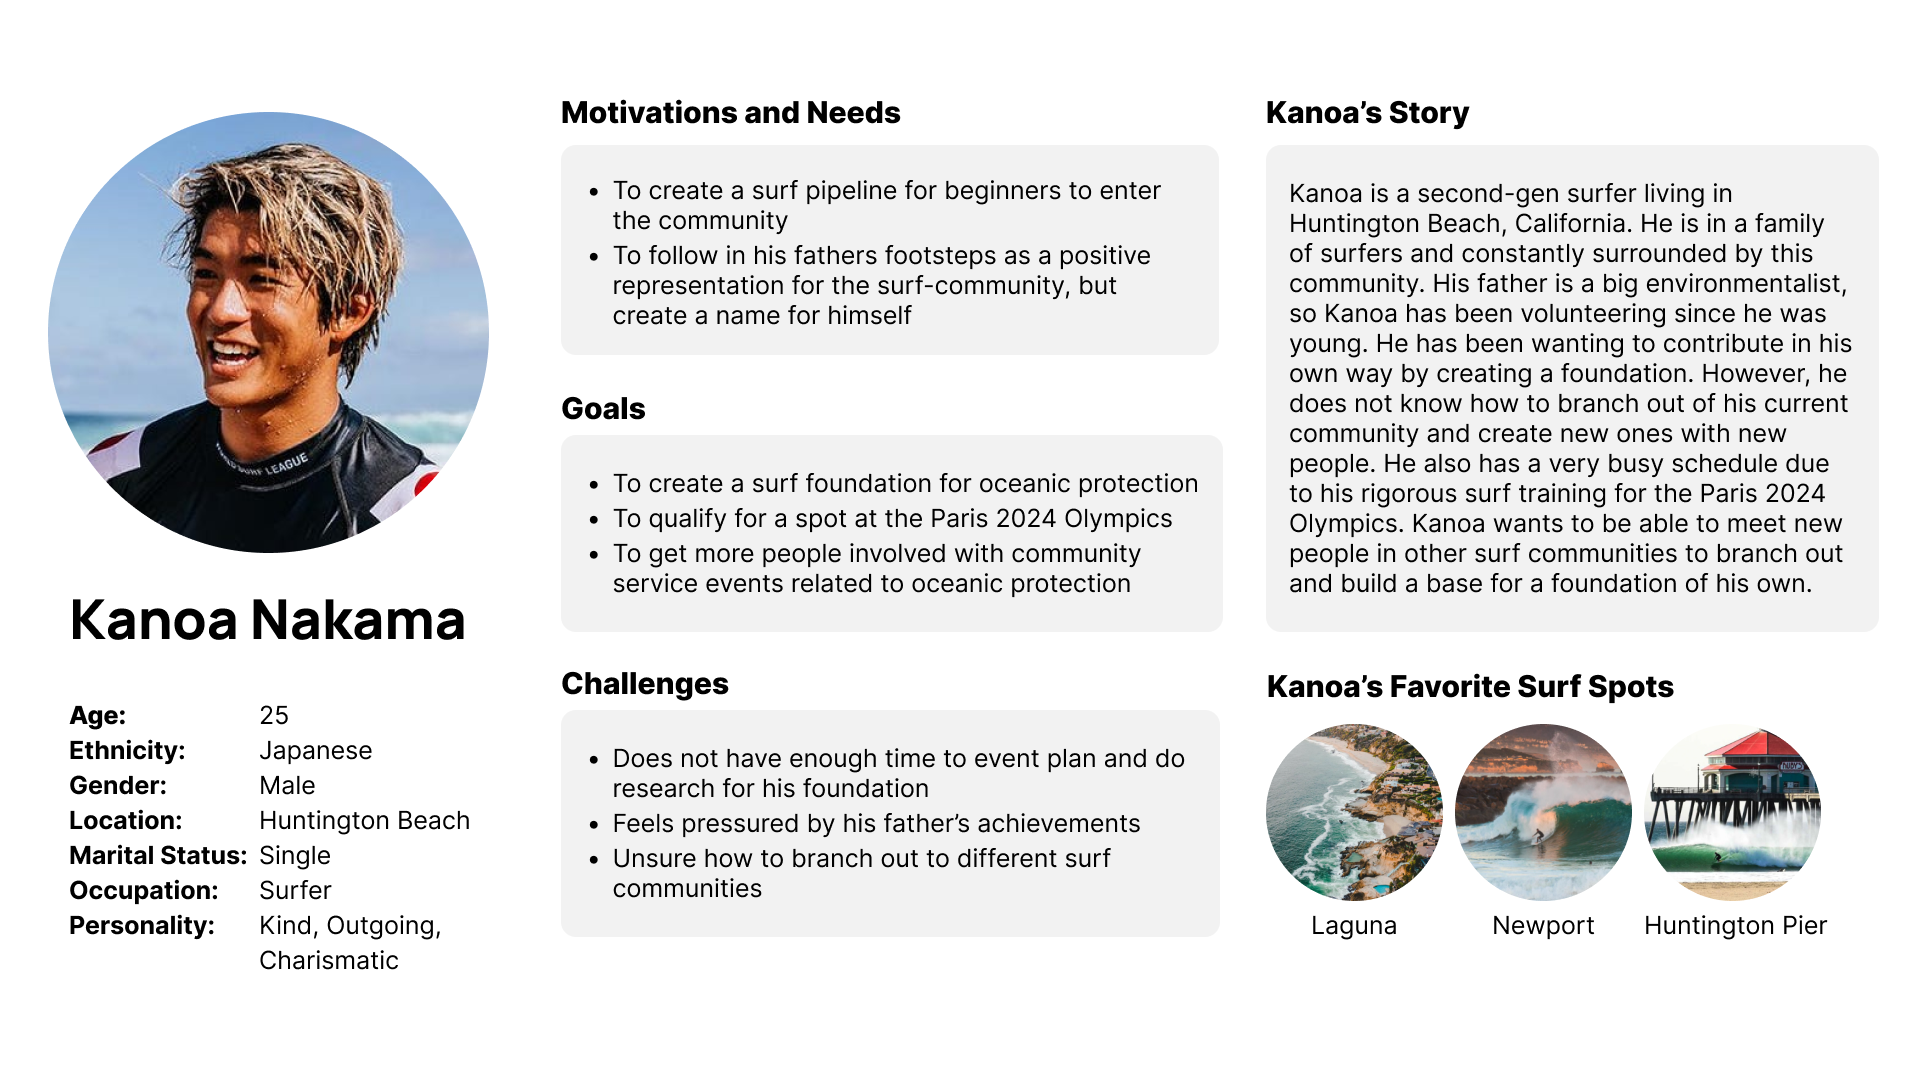 Kanoa Nakama
Age: 25
Ethnicity: Japanese
Gender: Male
Location: Huntington Beach
Marital Status: Single
Occupation: Surfer
Personality: Kind, Outgoing,
Charismatic
Motivations and Needs
• To create a surf pipeline for beginners to enter
the community
• To follow in his fathers footsteps as a positive
representation for the surf-community, but
create a name for himself
Goals
• To create a surf foundation for oceanic protection
• To qualify for a spot at the Paris 2024 Olympics
• To get more people involved with community
service events related to oceanic protection
Challenges
• Does not have enough time to event plan and do
research for his foundation
• Feels pressured by his father’s achievements
• Unsure how to branch out to different surf
communities
Kanoa’s Story
Kanoa is a second-gen surfer living in
Huntington Beach, California. He is in a family
of surfers and constantly surrounded by this
community. His father is a big environmentalist,
so Kanoa has been volunteering since he was
young. He has been wanting to contribute in his
own way by creating a foundation. However, he
does not know how to branch out of his current
community and create new ones with new
people. He also has a very busy schedule due
to his rigorous surf training for the Paris 2024
Olympics. Kanoa wants to be able to meet new
people in other surf communities to branch out
and build a base for a foundation of his own.
Kanoa’s Favorite Surf Spots
Laguna
Newport
Huntington Pier
SURF LEAGUE